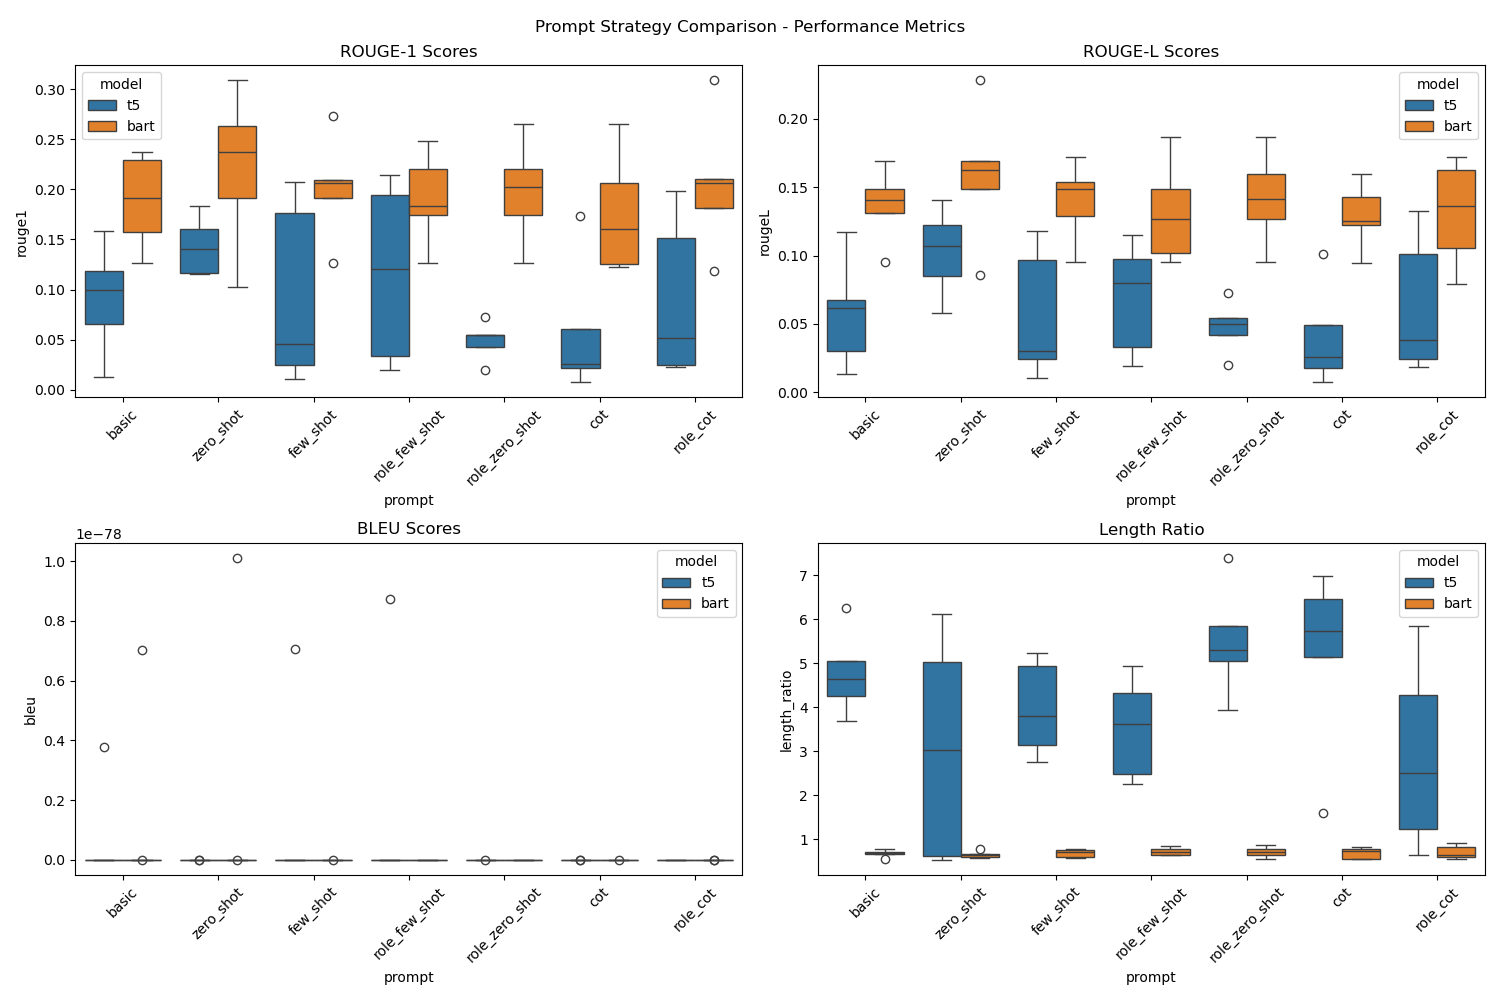 Prompt Strategy Comparison - Performance Metrics
ROUGE-1 Scores
rouge1
0.30
0.25
0.20
0.15
0.10
0.05
0.00
model
t5
bart
basic
zero_shot
few_shot
role_few_shot
role_zero_shot
cot
role_cot
prompt
ROUGE-L Scores
rougeL
0.20
0.15
0.10
0.05
0.00
model
t5
bart
basic
zero_shot
few_shot
role_few_shot
role_zero_shot
cot
role_cot
prompt
BLEU Scores
1e−78
bleu
1.0
0.8
0.6
0.4
0.2
0.0
model
t5
bart
basic
zero_shot
few_shot
role_few_shot
role_zero_shot
cot
role_cot
prompt
Length Ratio
length_ratio
7
6
5
4
3
2
1
model
t5
bart
basic
zero_shot
few_shot
role_few_shot
role_zero_shot
cot
role_cot
prompt